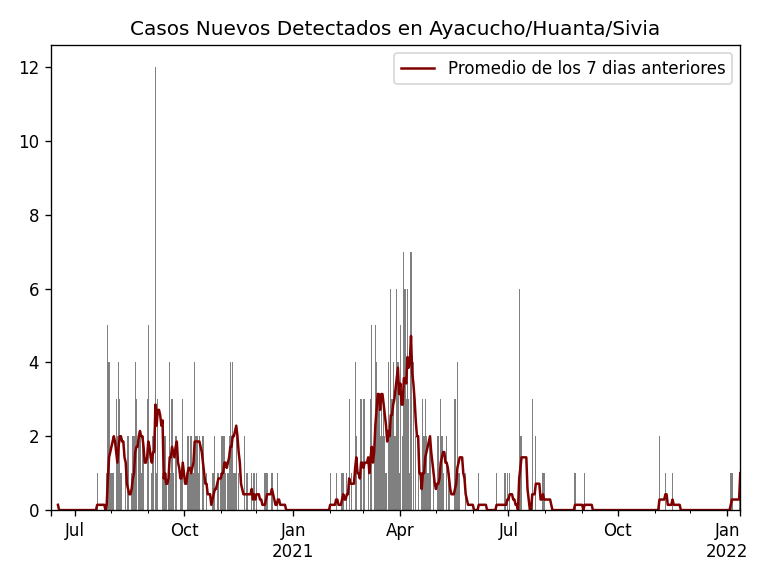 Casos Nuevos Detectados en Ayacucho/Huanta/Sivia
Promedio de los 7 dias anteriores
12
10
8
6
4
2
0
Jul Oct Jan Apr Jul Oct Jan
2021 2022